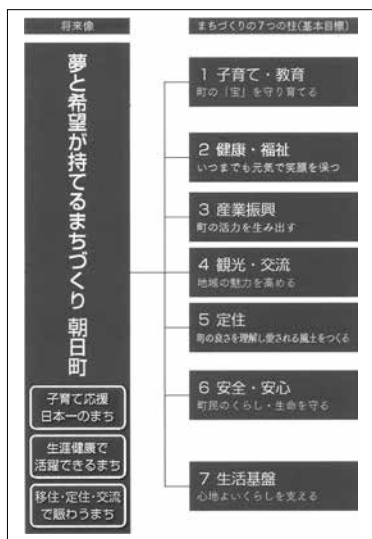 将来像
まちづくりの7つの柱(基本目標)
夢と希望が持てるまちづくり 朝日町
子育て応援
日本一のまち
生涯健康で
活躍できるまち
移住・定住・交流
で賑わうまち
1 子育て・教育
町の「宝」を守り育てる
2 健康・福祉
いつまでも元気で笑顔を保つ
3 産業振興
町の活力を生み出す
4 観光・交流
地域の魅力を高める
5 定住
町の良さを理解し愛される風土をつくる
6 安全・安心
町民のくらし・生命を守る
7 生活基盤
心地よいくらしを支える